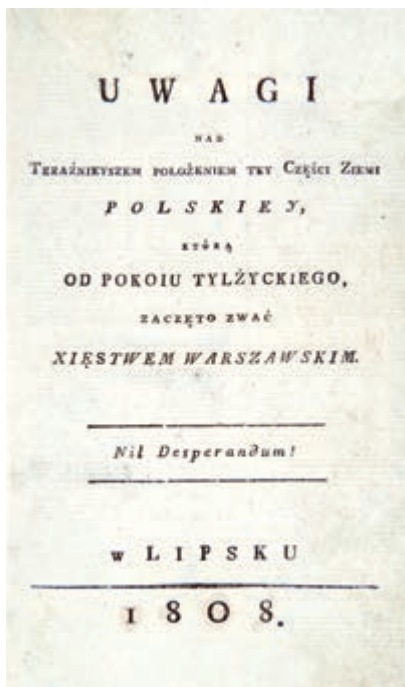 UWAGI
NAD
TERAŹNIEYSZEM POŁOŻENIEM TEY CZĘŚCI ZIEMI
POLSKIEY,
KTÓRĄ
OD POKOIU TYLŻYCKIEGO,
ZACZĘTO ZWAĆ
XIĘSTWEM WARSZAWSKIM.
Nil Desperandum!
w LIPSKU
1808.